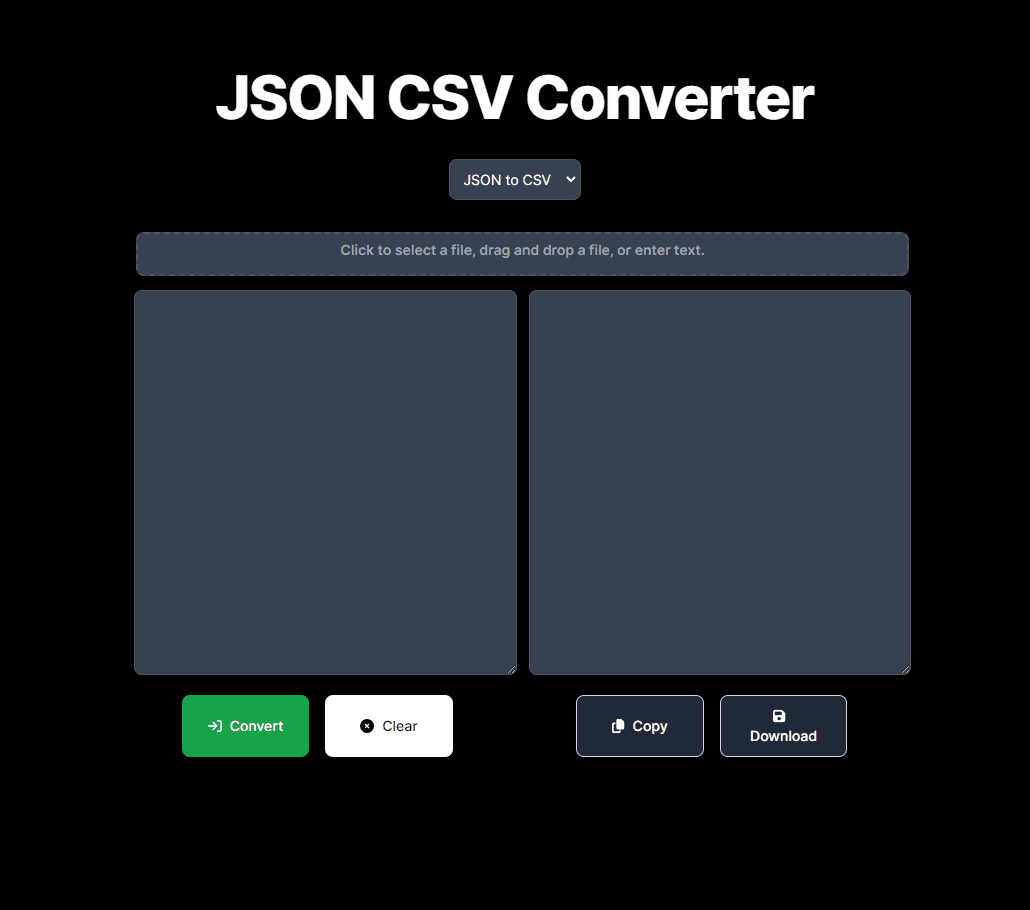 JSON CSV Converter
JSON to CSV
Click to select a file, drag and drop a file, or enter text.
Convert
Clear
Copy
Download